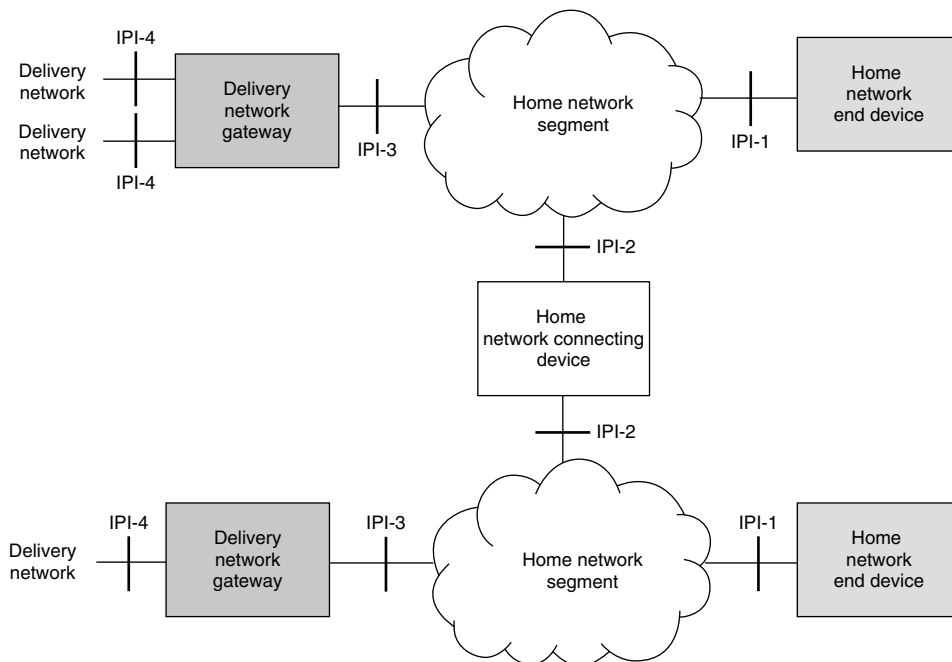 IPI-4
Delivery
network
Delivery
network
IPI-4
Delivery
network
gateway
IPI-3
Home network
segment
IPI-1
Home
network
end device
IPI-2
Home
network connecting
device
IPI-2
Delivery
network
IPI-4
Delivery
network
gateway
IPI-3
Home network
segment
IPI-1
Home
network
end device